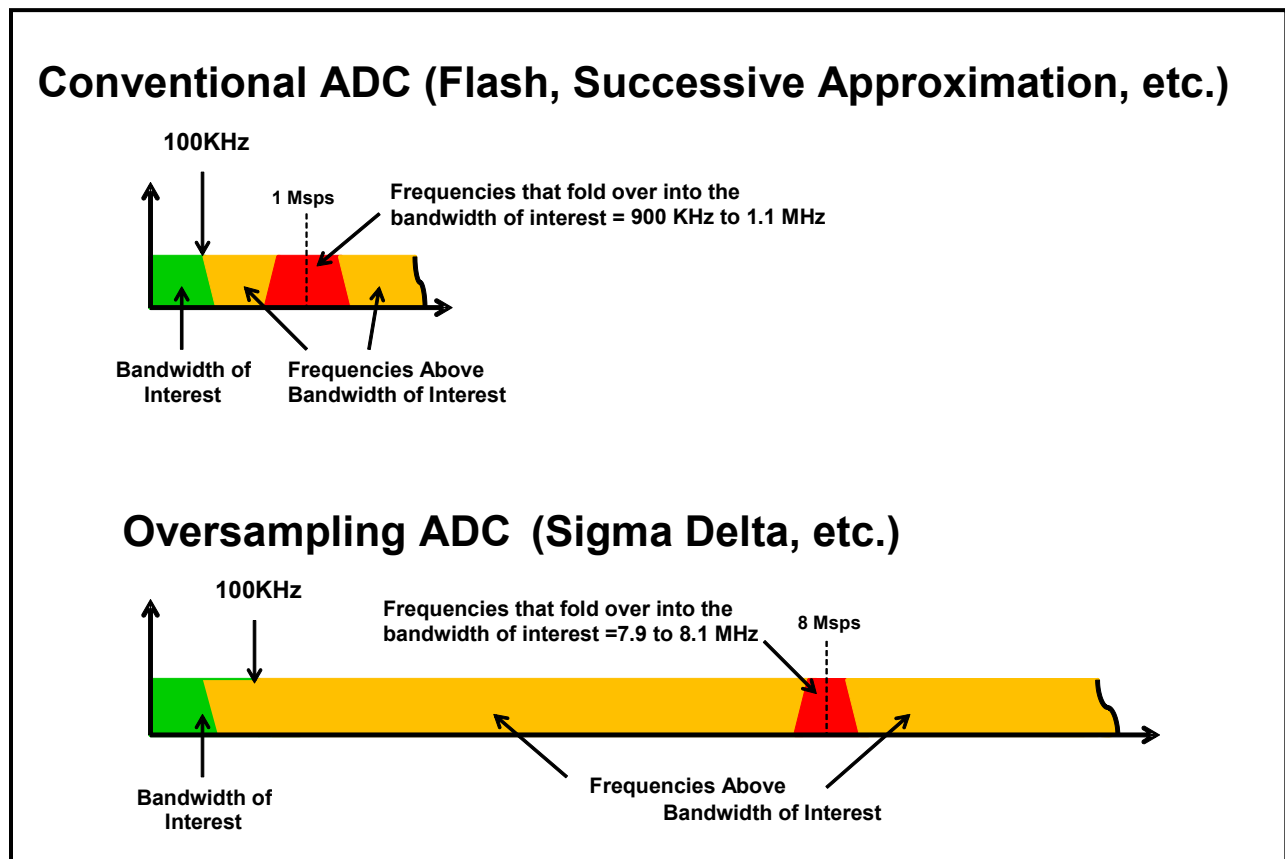 Conventional ADC (Flash, Successive Approximation, etc.)
100KHz
1 Msps
Frequencies that fold over into the
bandwidth of interest = 900 KHz to 1.1 MHz
Bandwidth of
Interest
Frequencies Above
Bandwidth of Interest
Oversampling ADC (Sigma Delta, etc.)
100KHz
Frequencies that fold over into the
bandwidth of interest =7.9 to 8.1 MHz
8 Msps
Bandwidth of
Interest
Frequencies Above
Bandwidth of Interest